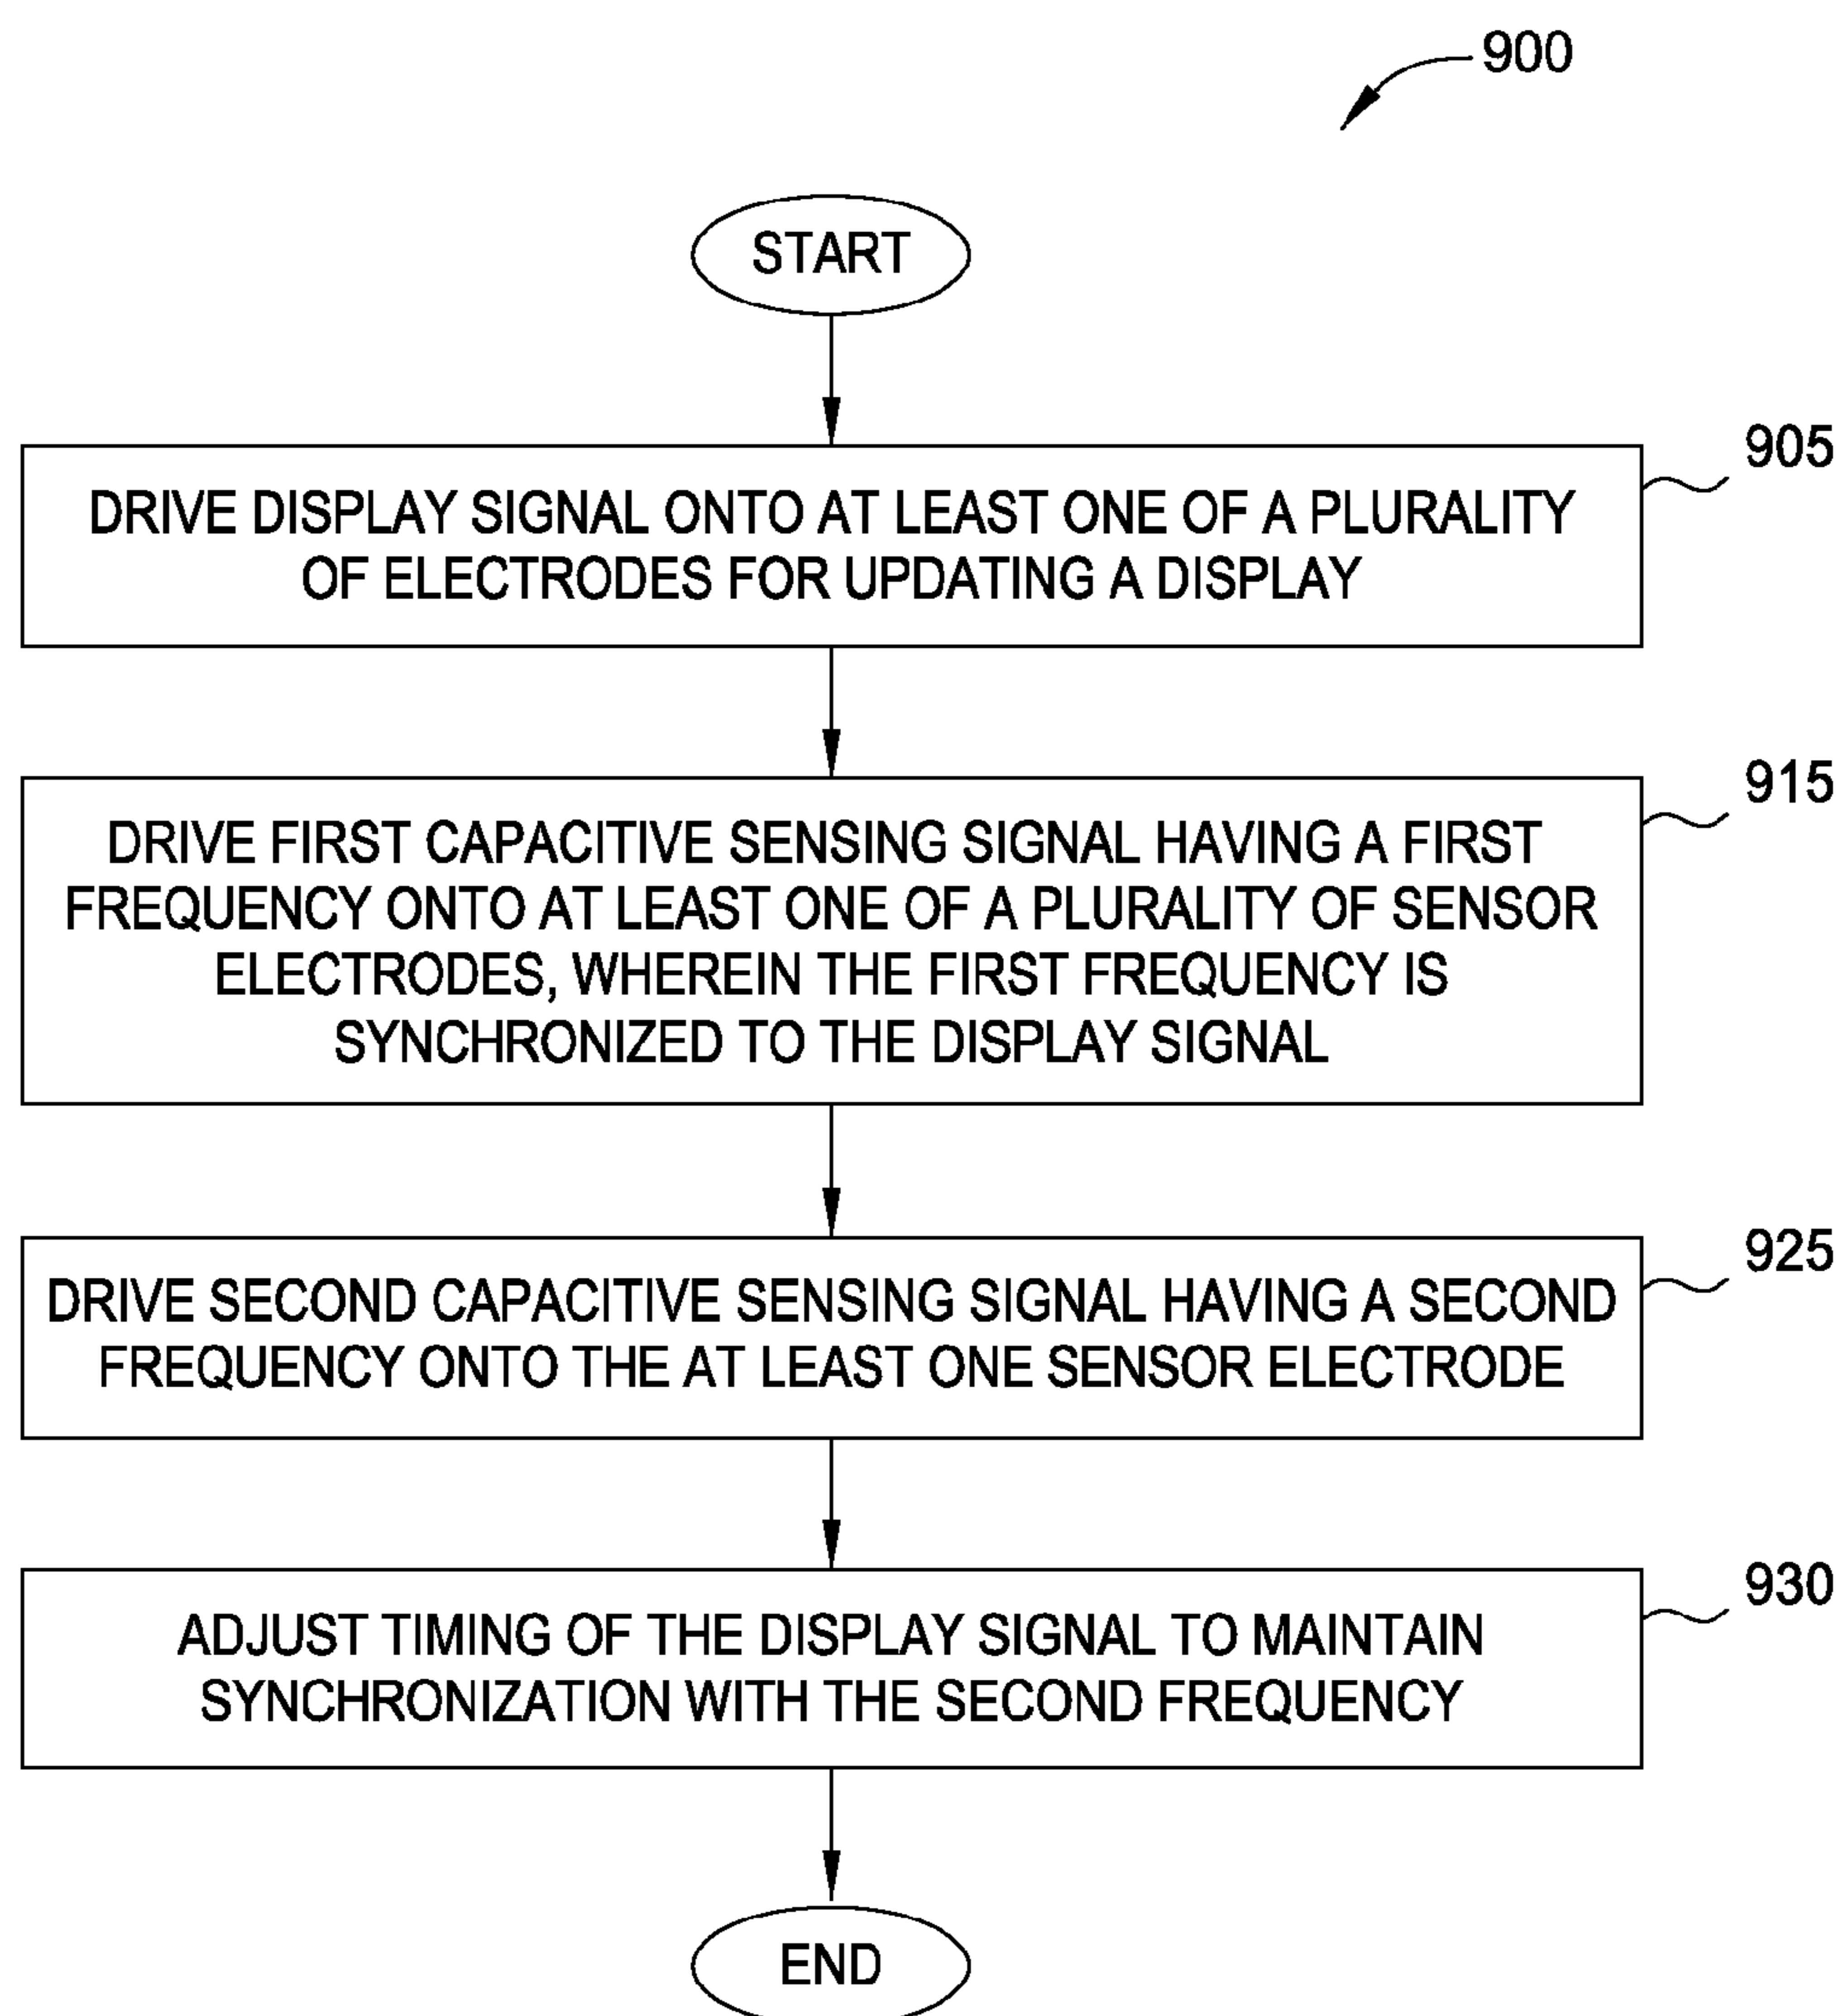 900
START
905
DRIVE DISPLAY SIGNAL ONTO AT LEAST ONE OF A PLURALITY
OF ELECTRODES FOR UPDATING A DISPLAY
915
DRIVE FIRST CAPACITIVE SENSING SIGNAL HAVING A FIRST
FREQUENCY ONTO AT LEAST ONE OF A PLURALITY OF SENSOR
ELECTRODES, WHEREIN THE FIRST FREQUENCY IS
SYNCHRONIZED TO THE DISPLAY SIGNAL
925
DRIVE SECOND CAPACITIVE SENSING SIGNAL HAVING A SECOND
FREQUENCY ONTO THE AT LEAST ONE SENSOR ELECTRODE
930
ADJUST TIMING OF THE DISPLAY SIGNAL TO MAINTAIN
SYNCHRONIZATION WITH THE SECOND FREQUENCY
END